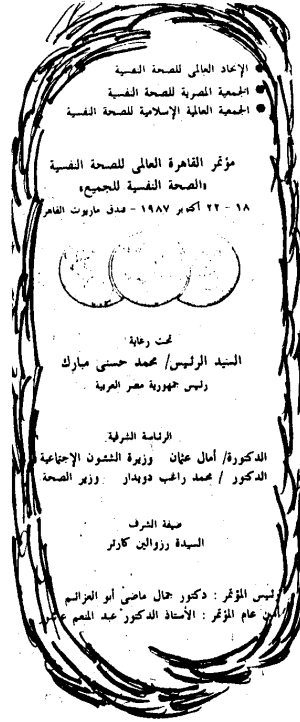 ● الإتحاد العالمى للصحة النفسية
● الجمعية المصرية للصحة النفسية
● الجمعية العالمية الإسلامية للصحة النفسية
مؤتمر القاهرة العالمى للصحة النفسية
«الصحة النفسية للجميع»
١٨ - ٢٢ أكتوبر ١٩٨٧ - فندق ماريوت القاهر
تحت رعاية
السيد الرئيس/ محمد حسنى مبارك
رئيس جمهورية مصر العربية
الرئاسة الشرفية
الدكتورة/ أمال عثمان وزيرة الشئون الإجتماعية
الدكتور / محمد راغب دويدار وزير الصحة
ضيفة الشرف
السيدة رزوالين كارتر
رئيس المؤتمر : دكتور جمال ماضى أبو العزائم
أمين عام المؤتمر : الأستاذ الدكتور عبد المنعم